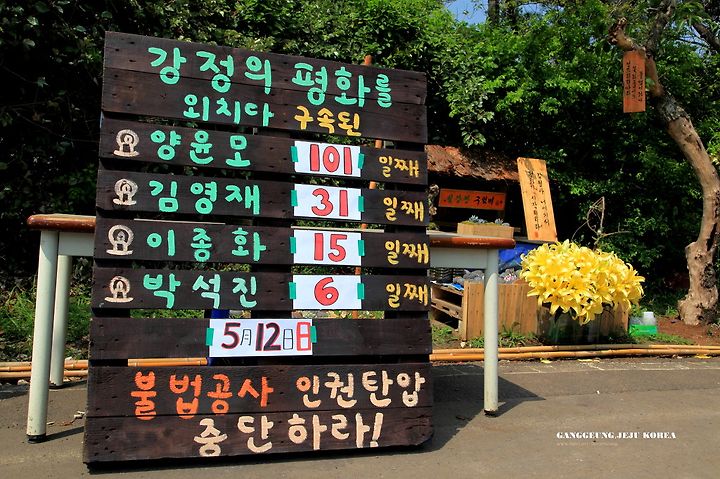 강정의 평화를
외치다 구속된
양윤모 101 일째
김영재 31 일째
이종화 15 일째
박석진 6 일째
5月12日日
불법공사 인권탄압
중단하라!
GANGGEUNG.JEJU KOREA